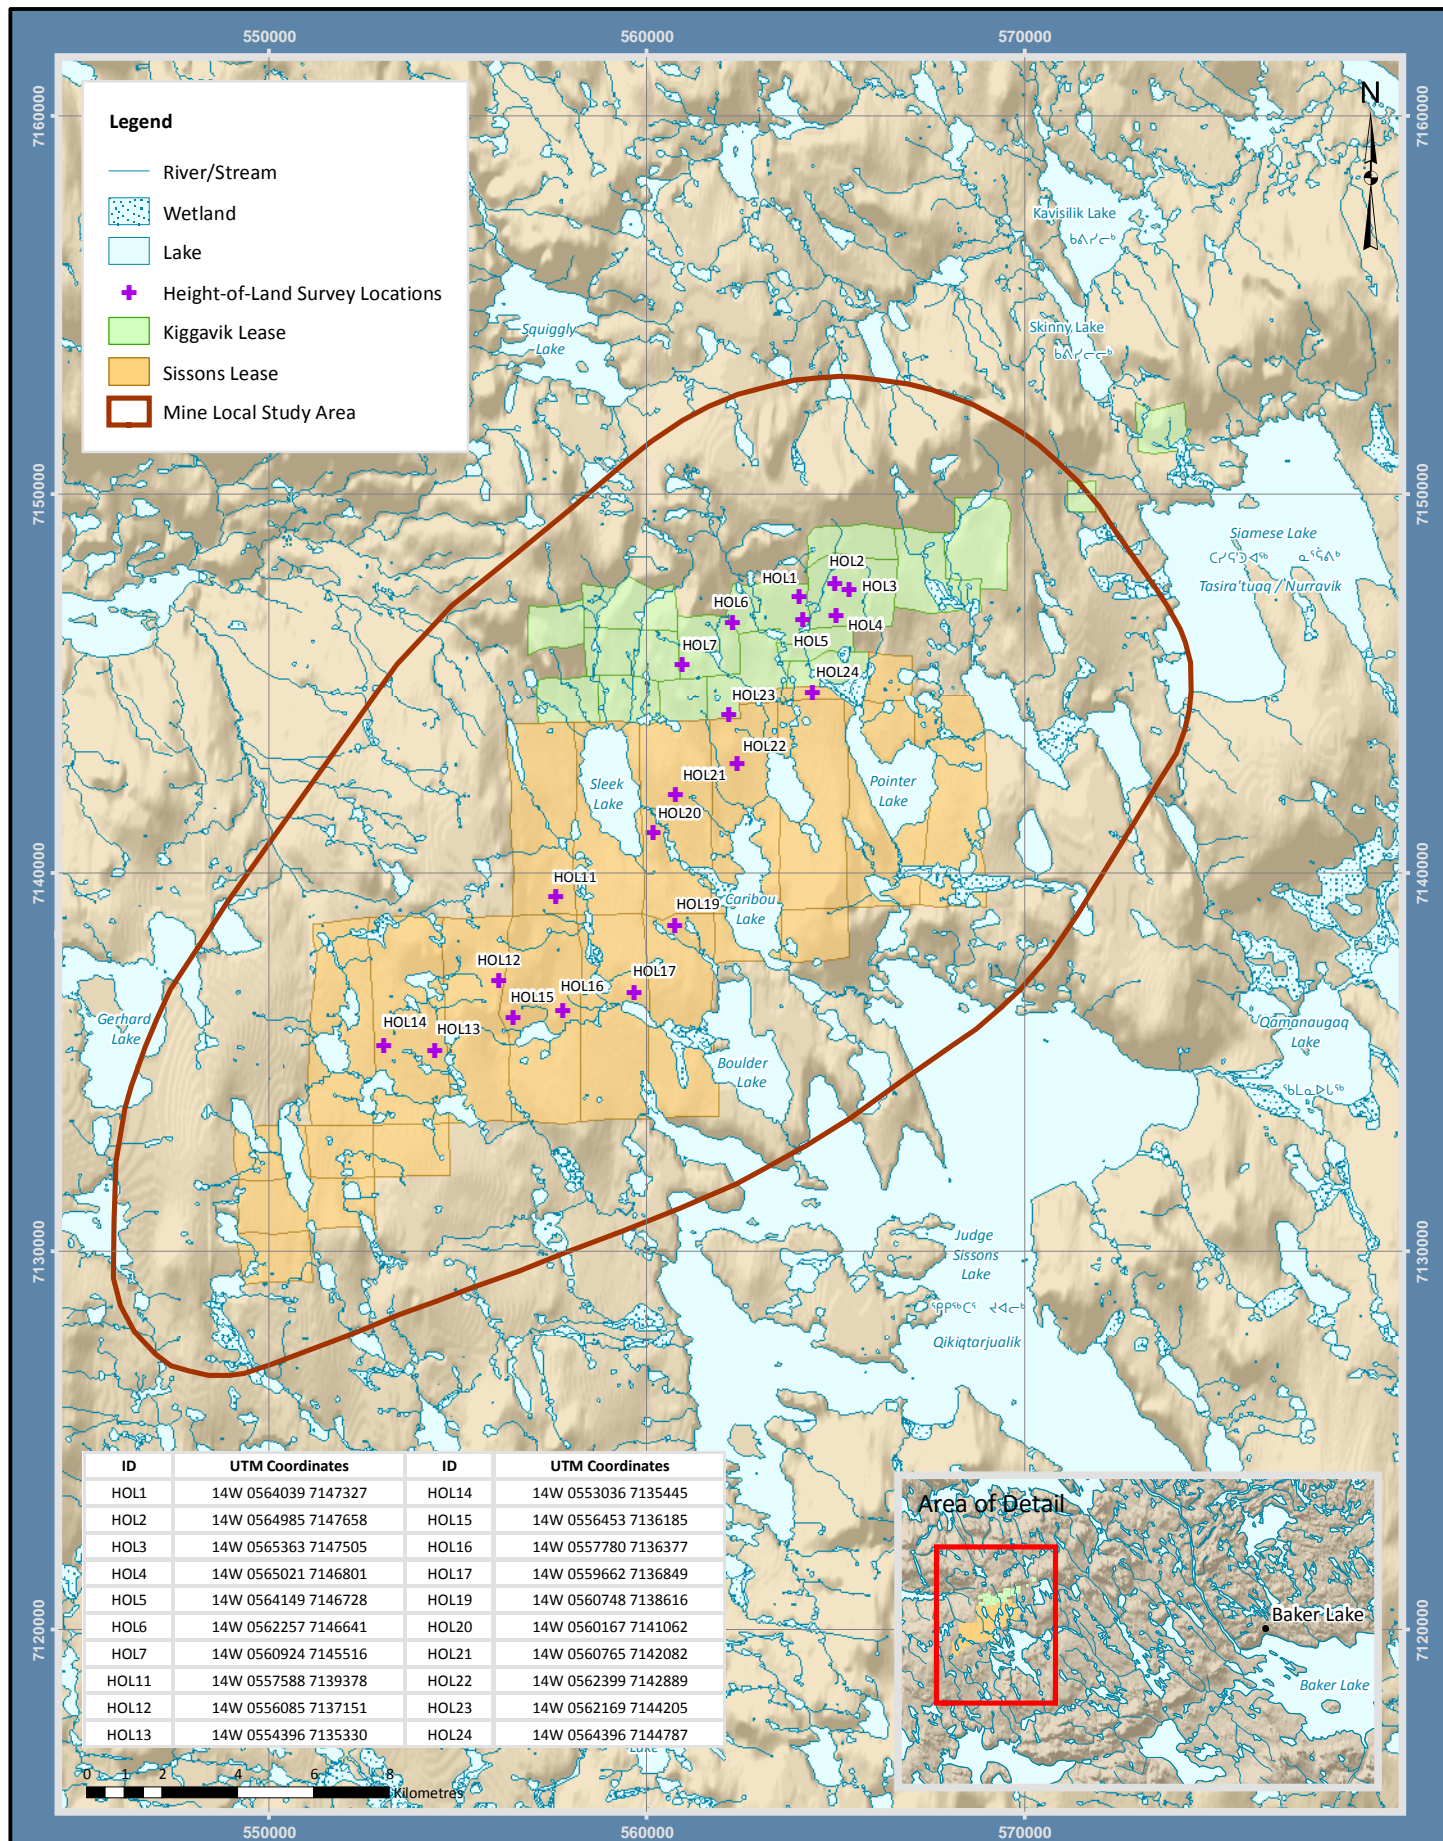 550000
560000
570000
7160000
7160000
N
Legend
River/Stream
Wetland
Lake
Height-of-Land Survey Locations
Kiggavik Lease
Sissons Lease
Mine Local Study Area
Kavisilik Lake
ᑲᕕᓯᓕᒃ
Squiggly
Lake
Skinny Lake
7150000
7150000
Siamese Lake
Tasira'tuaq / Nurravik
HOL2
HOL1
HOL3
HOL6
HOL4
HOL5
HOL7
HOL24
HOL23
HOL22
HOL21
Sleek
Lake
Pointer
Lake
HOL20
7140000
7140000
HOL11
HOL19
Caribou
Lake
HOL12
HOL17
HOL16
HOL15
Gerhard
Lake
HOL14
HOL13
Qamanaugaq
Lake
Boulder
Lake
7130000
7130000
Judge
Sissons
Lake
Qikiqtarjualik
ID UTM Coordinates ID UTM Coordinates
HOL1 14W 0564039 7147327 HOL14 14W 0553036 7135445
HOL2 14W 0564985 7147658 HOL15 14W 0556453 7136185
HOL3 14W 0565363 7147505 HOL16 14W 0557780 7136377
HOL4 14W 0565021 7146801 HOL17 14W 0559662 7136849
HOL5 14W 0564149 7146728 HOL19 14W 0560748 7138616
HOL6 14W 0562257 7146641 HOL20 14W 0560167 7141062
HOL7 14W 0560924 7145516 HOL21 14W 0560765 7142082
HOL11 14W 0557588 7139378 HOL22 14W 0562399 7142889
HOL12 14W 0556085 7137151 HOL23 14W 0562169 7144205
HOL13 14W 0554396 7135330 HOL24 14W 0564396 7144787
Lake
Area of Detail
Baker Lake
Baker Lake
7120000
7120000
0 1 2 4 6 8
Kilometres
550000
560000
570000